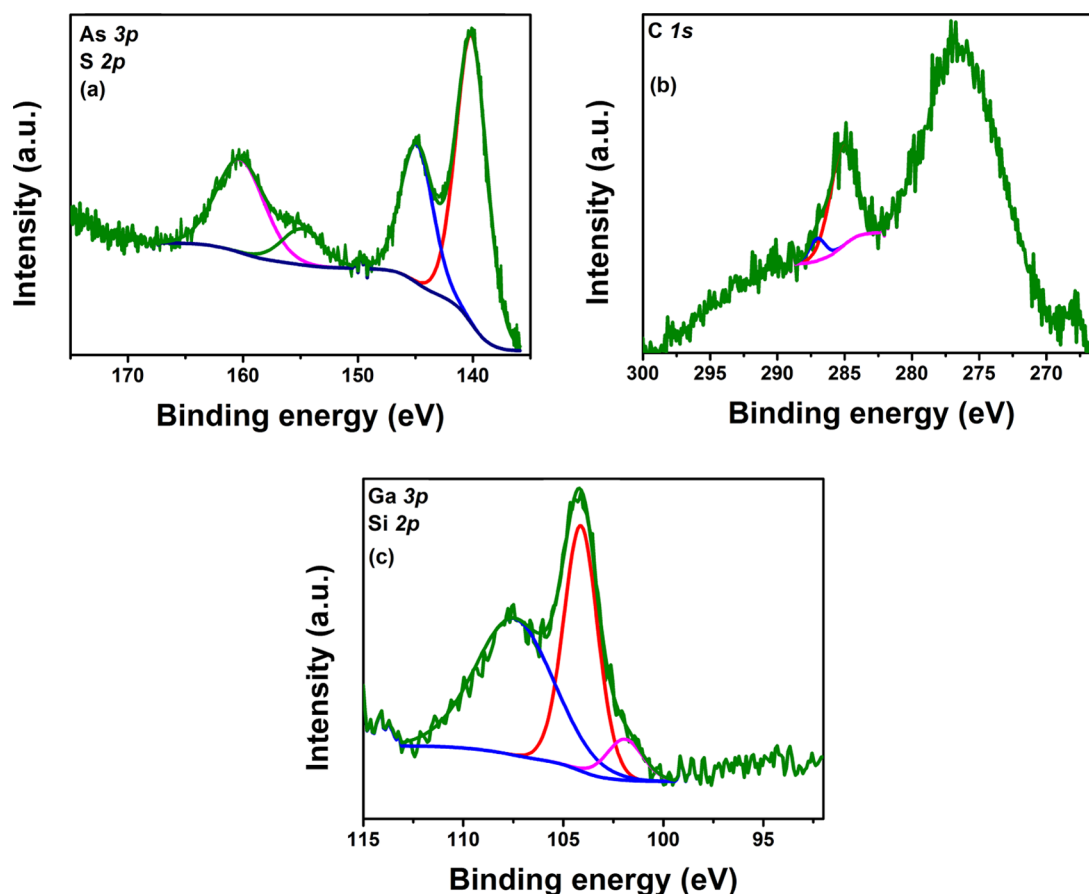 As 3p
S 2p
(a)
Intensity (a.u.)
170 160 150 140
Binding energy (eV)
C 1s
(b)
Intensity (a.u.)
300 295 290 285 280 275 270
Binding energy (eV)
Ga 3p
Si 2p
(c)
Intensity (a.u.)
115 110 105 100 95
Binding energy (eV)